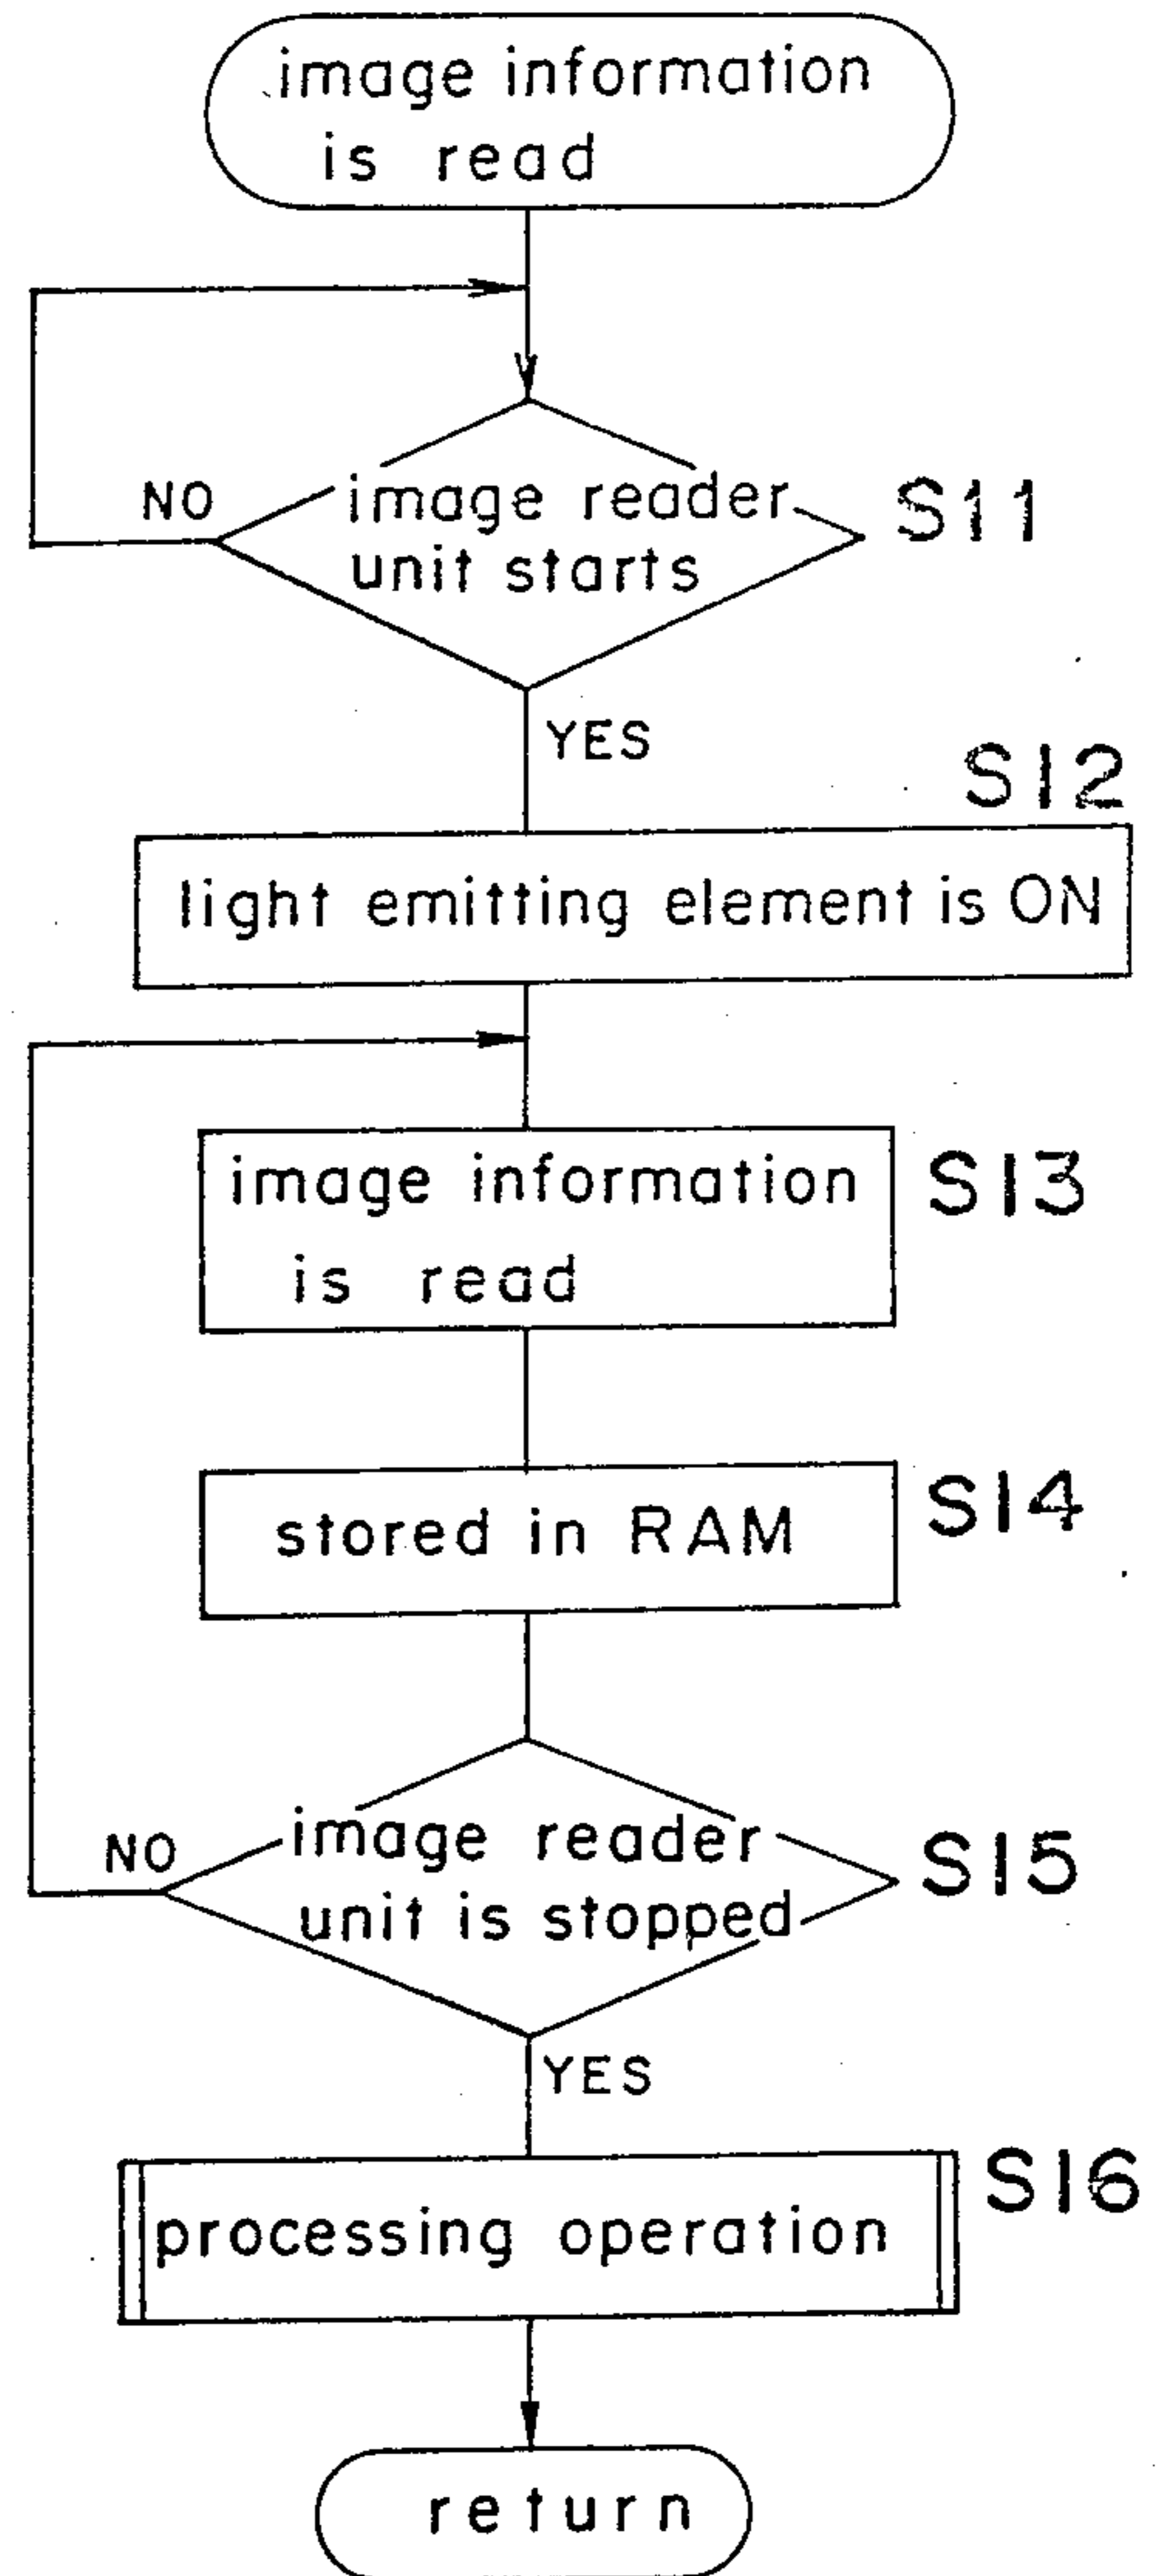 image information
is read
NO
image reader
unit starts
S11
YES
S12
light emitting element is ON
image information
is read
S13
stored in RAM
S14
NO
image reader
unit is stopped
S15
YES
S16
processing operation
return